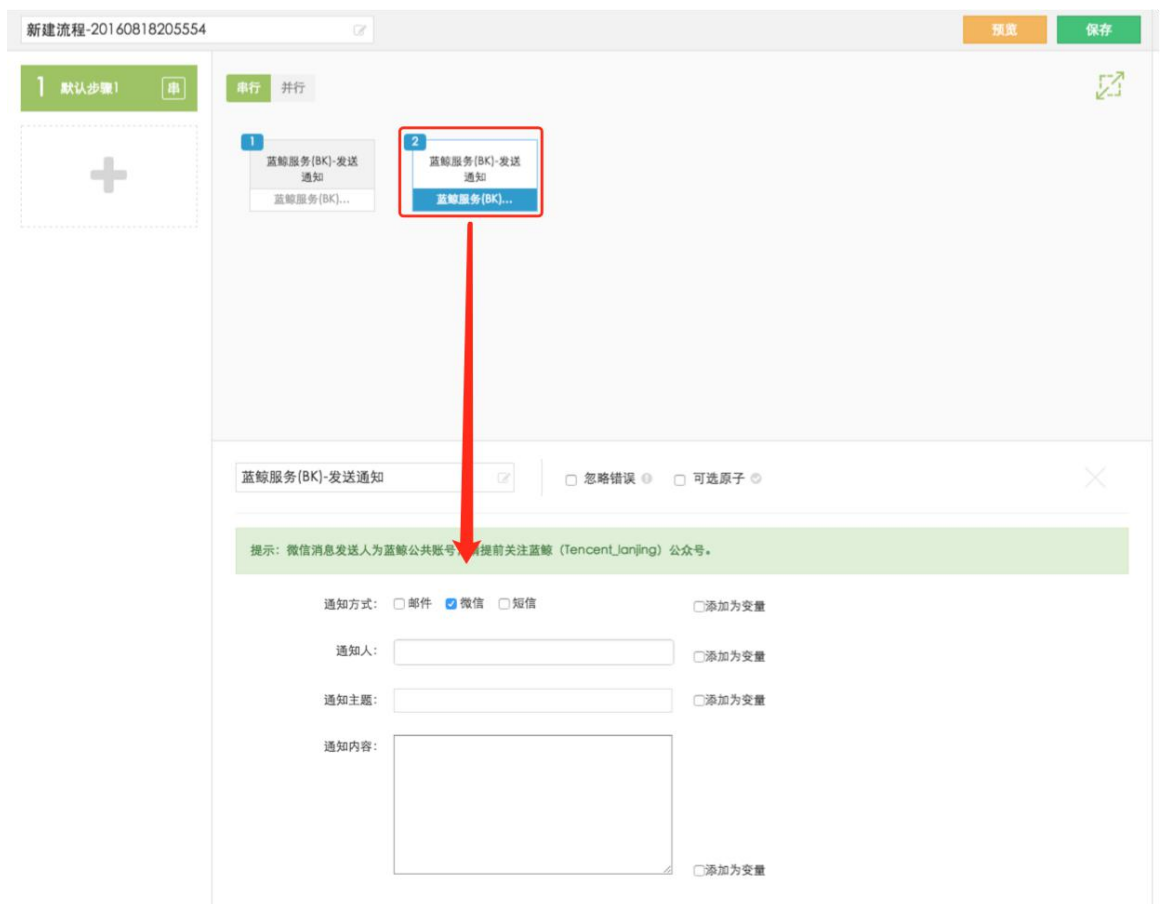 新建流程-20160818205554
预览
保存
1 默认步骤1 串
串行 并行
1
蓝鲸服务(BK)-发送
通知
蓝鲸服务(BK)...
2
蓝鲸服务(BK)-发送
通知
蓝鲸服务(BK)...
蓝鲸服务(BK)-发送通知
忽略错误 可选原子
提示：微信消息发送人为蓝鲸公共账号 提前关注蓝鲸（Tencent_lanjing）公众号。
通知方式： 邮件 微信 短信 添加为变量
通知人： 添加为变量
通知主题： 添加为变量
通知内容：
添加为变量